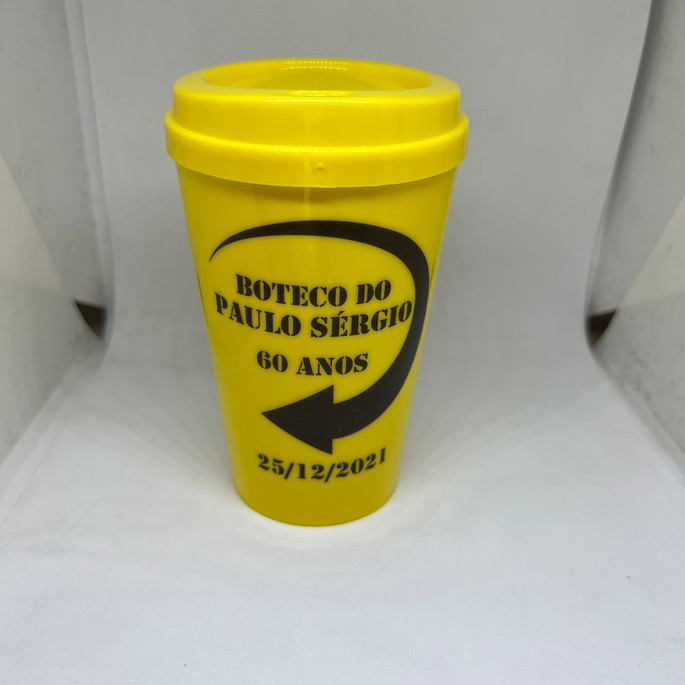 BOTECO DO
PAULO SÉRGIO
60 ANOS
25/12/2021